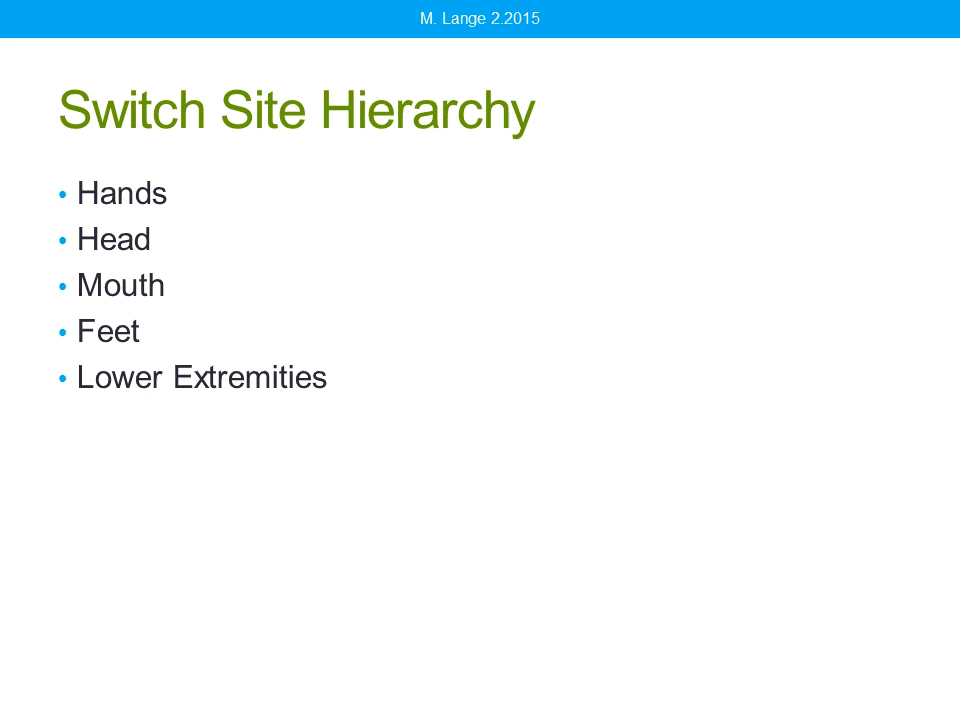 M. Lange 2.2015
Switch Site Hierarchy
• Hands
• Head
• Mouth
• Feet
• Lower Extremities